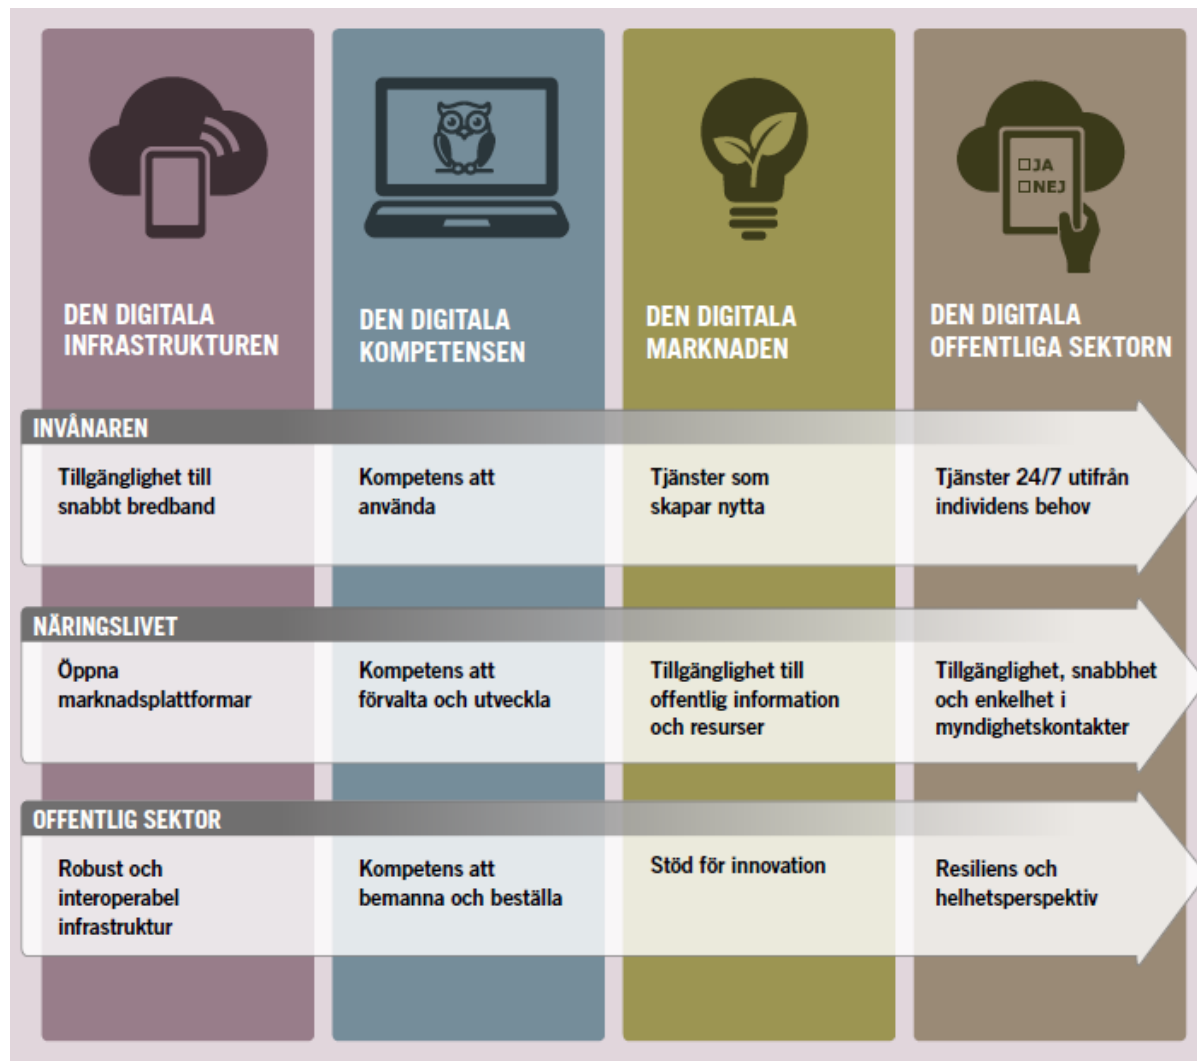 JA
NEJ
DEN DIGITALA
INFRASTRUKTUREN
DEN DIGITALA
KOMPETENSEN
DEN DIGITALA
MARKNADEN
DEN DIGITALA
OFFENTLIGA SEKTORN
INVÅNAREN
Tillgänglighet till
snabbt bredband
Kompetens att
använda
Tjänster som
skapar nytta
Tjänster 24/7 utifrån
individens behov
NÄRINGSLIVET
Öppna
marknadsplattformar
Kompetens att
förvalta och utveckla
Tillgänglighet till
offentlig information
och resurser
Tillgänglighet, snabbhet
och enkelhet i
myndighetskontakter
OFFENTLIG SEKTOR
Robust och
interoperabel
infrastruktur
Kompetens att
bemanna och beställa
Stöd för innovation
Resiliens och
helhetsperspektiv